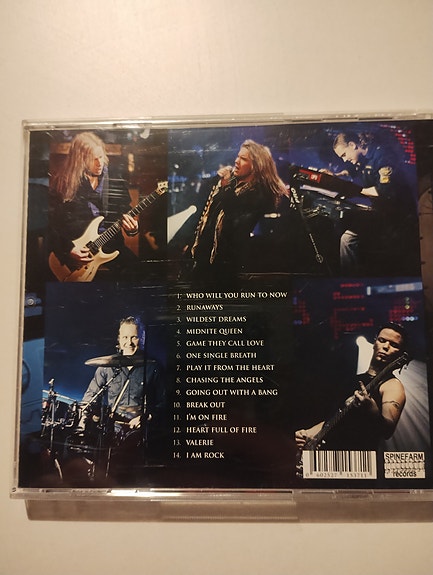 1. WHO WILL YOU RUN TO NOW
2. RUNAWAYS
3. WILDEST DREAMS
4. MIDNITE QUEEN
5. GAME THEY CALL LOVE
6. ONE SINGLE BREATH
7. PLAY IT FROM THE HEART
8. CHASING THE ANGELS
9. GOING OUT WITH A BANG
10. BREAK OUT
11. I'M ON FIRE
12. HEART FULL OF FIRE
13. VALERIE
14. I AM ROCK
SPINEFARM
records